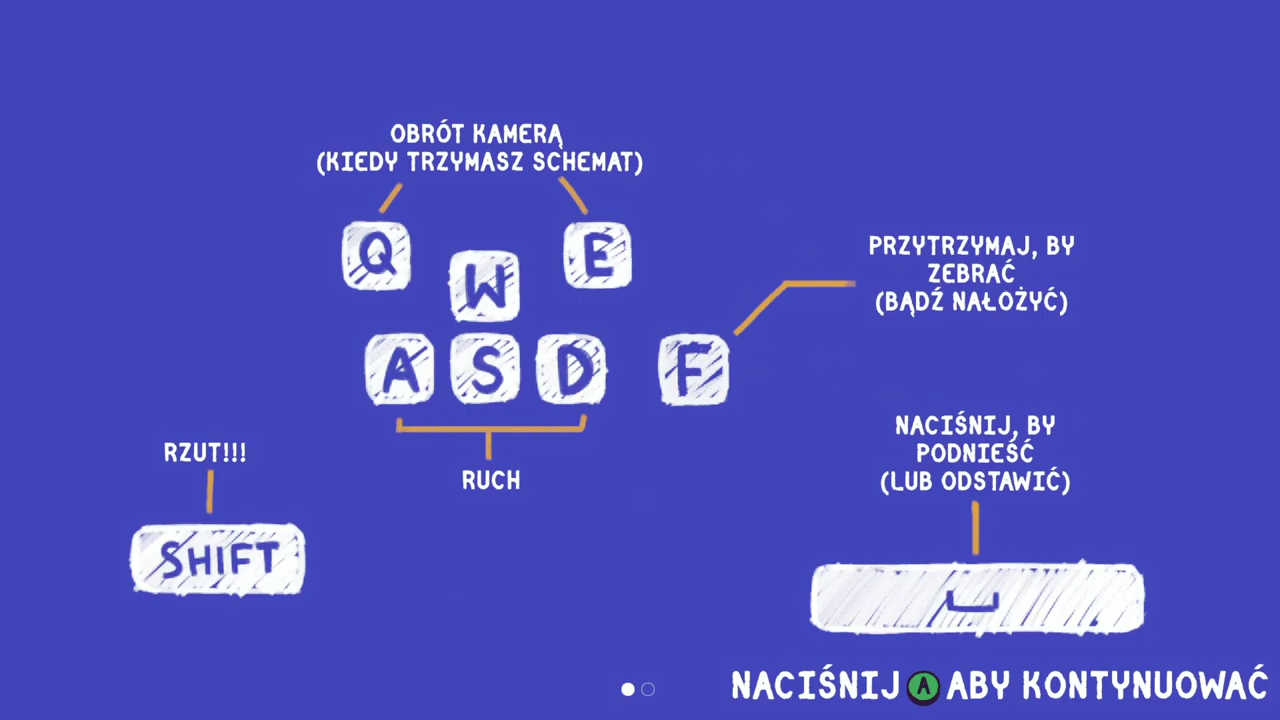 OBRÓT KAMERĄ
(KIEDY TRZYMASZ SCHEMAT)
Q
W
E
PRZYTRZYMAJ, BY
ZEBRAĆ
(BĄDŹ NAŁOŻYĆ)
A
S
D
F
RUCH
RZUT!!!
SHIFT
NACIŚNIJ, BY
PODNIEŚĆ
(LUB ODSTAWIĆ)
NACIŚNIJ A ABY KONTYNUOWAĆ